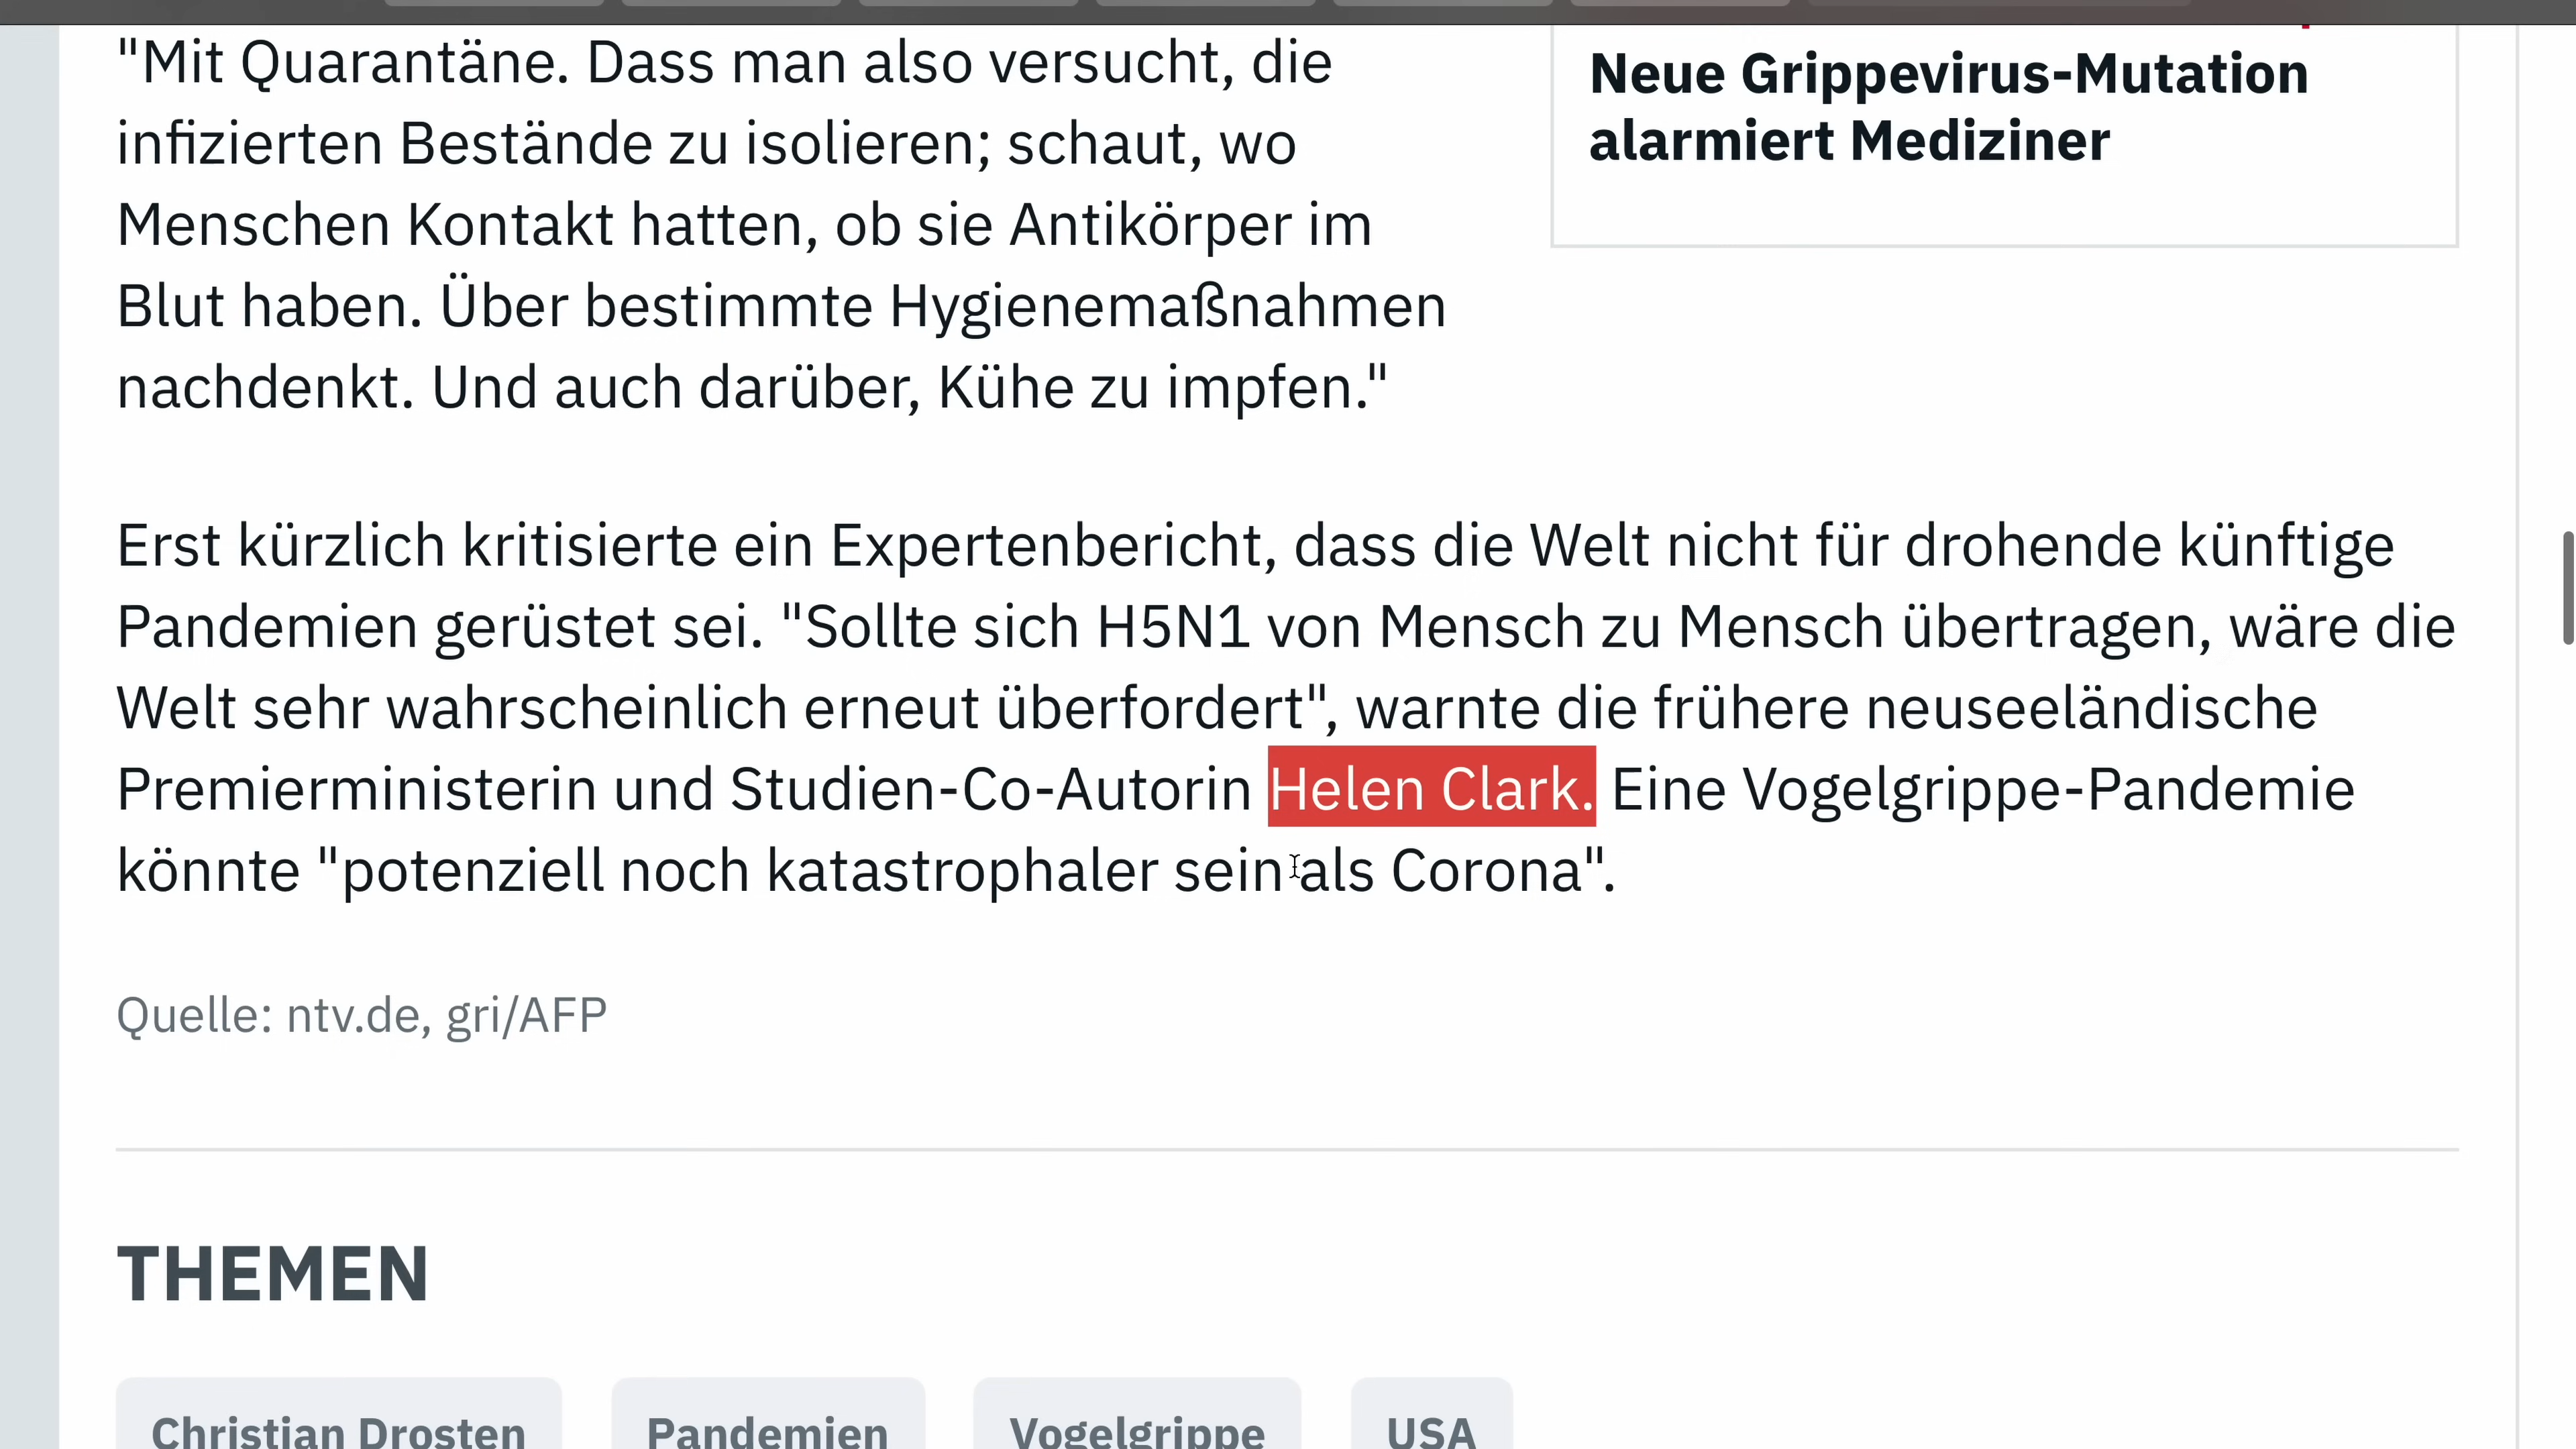 "Mit Quarantäne. Dass man also versucht, die
infizierten Bestände zu isolieren; schaut, wo
Menschen Kontakt hatten, ob sie Antikörper im
Blut haben. Über bestimmte Hygienemaßnahmen
nachdenkt. Und auch darüber, Kühe zu impfen."
Neue Grippevirus-Mutation
alarmiert Mediziner
Erst kürzlich kritisierte ein Expertenbericht, dass die Welt nicht für drohende künftige
Pandemien gerüstet sei. "Sollte sich H5N1 von Mensch zu Mensch übertragen, wäre die
Welt sehr wahrscheinlich erneut überfordert", warnte die frühere neuseeländische
Premierministerin und Studien-Co-Autorin Helen Clark. Eine Vogelgrippe-Pandemie
könnte "potenziell noch katastrophaler sein als Corona".
Quelle: ntv.de, gri/AFP
THEMEN
Christian Drosten
Pandemien
Vogelgrippe
USA